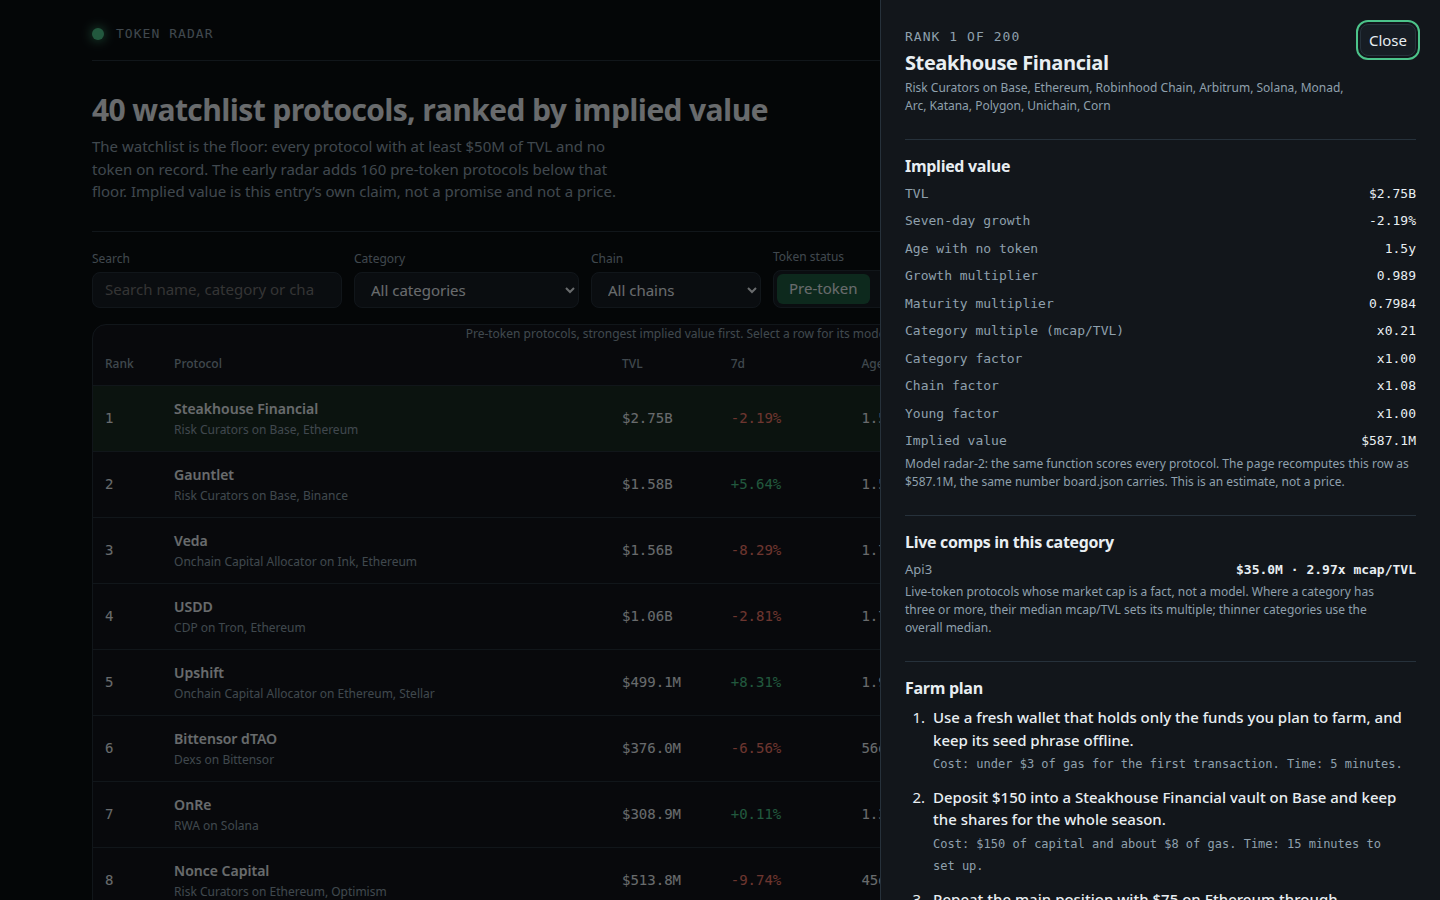 TOKEN RADAR
40 watchlist protocols, ranked by implied value
The watchlist is the floor: every protocol with at least $50M of TVL and no
token on record. The early radar adds 160 pre-token protocols below that
floor. Implied value is this entry's own claim, not a promise and not a price.
Search
Category
Chain
Token status
Search name, category or cha
All categories
All chains
Pre-token
Pre-token protocols, strongest implied value first. Select a row for its
Rank Protocol TVL 7d Age
1 Steakhouse Financial $2.75B -2.19%
Risk Curators on Base, Ethereum
2 Gauntlet $1.58B +5.64%
Risk Curators on Base, Binance
3 Veda $1.56B -8.29%
Onchain Capital Allocator on Ink, Ethereum
4 USDD $1.06B -2.81%
CDP on Tron, Ethereum
5 Upshift $499.1M +8.31%
Onchain Capital Allocator on Ethereum, Stellar
6 Bittensor dTAO $376.0M -6.56%
Dexs on Bittensor
7 OnRe $308.9M +0.11%
RWA on Solana
8 Nonce Capital $513.8M -9.74%
Risk Curators on Ethereum, Optimism
RANK 1 OF 200
Close
Steakhouse Financial
Risk Curators on Base, Ethereum, Robinhood Chain, Arbitrum, Solana, Monad,
Arc, Katana, Polygon, Unichain, Corn
Implied value
TVL $2.75B
Seven-day growth -2.19%
Age with no token 1.5y
Growth multiplier 0.989
Maturity multiplier 0.7984
Category multiple (mcap/TVL) x0.21
Category factor x1.00
Chain factor x1.08
Young factor x1.00
Implied value $587.1M
Model radar-2: the same function scores every protocol. The page recomputes this row as
$587.1M, the same number board.json carries. This is an estimate, not a price.
Live comps in this category
Api3 $35.0M · 2.97x mcap/TVL
Live-token protocols whose market cap is a fact, not a model. Where a category has
three or more, their median mcap/TVL sets its multiple; thinner categories use the
overall median.
Farm plan
1. Use a fresh wallet that holds only the funds you plan to farm, and
keep its seed phrase offline.
Cost: under $3 of gas for the first transaction. Time: 5 minutes.
2. Deposit $150 into a Steakhouse Financial vault on Base and keep
the shares for the whole season.
Cost: $150 of capital and about $8 of gas. Time: 15 minutes to
set up.
3. Repeat the main position with $75 on Ethereum through